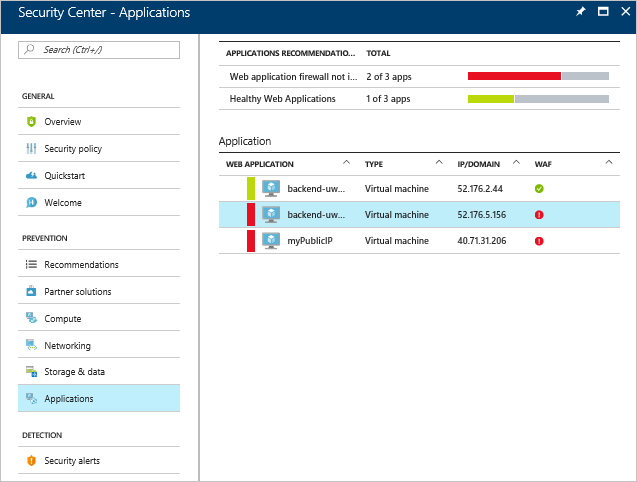 Security Center - Applications
Search (Ctrl+/)
GENERAL
Overview
Security policy
Quickstart
Welcome
PREVENTION
Recommendations
Partner solutions
Compute
Networking
Storage & data
Applications
DETECTION
Security alerts
APPLICATIONS RECOMMENDATIO... TOTAL
Web application firewall not i... 2 of 3 apps
Healthy Web Applications 1 of 3 apps
Application
WEB APPLICATION TYPE IP/DOMAIN WAF
backend-uw... Virtual machine 52.176.2.44
backend-uw... Virtual machine 52.176.5.156
myPublicIP Virtual machine 40.71.31.206